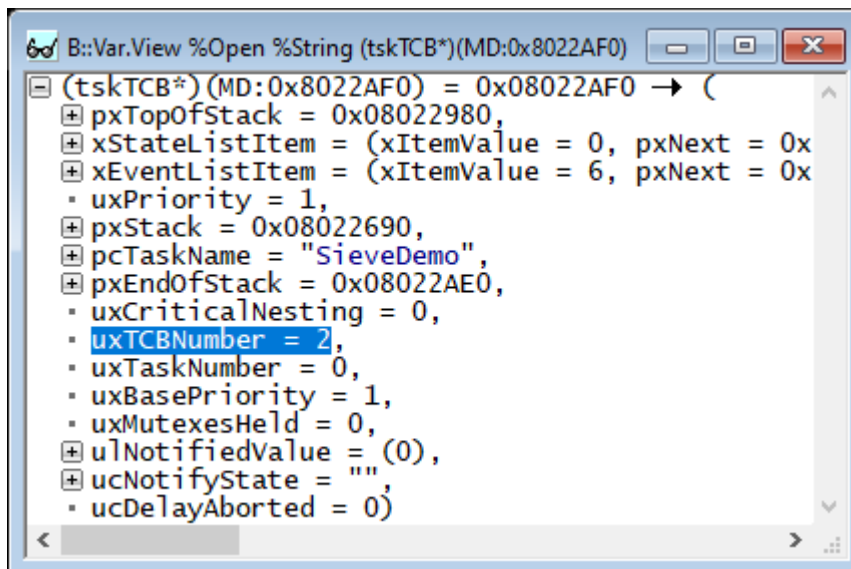 B::Var.View %Open %String (tskTCB*)(MD:0x8022AF0)
(tskTCB*)(MD:0x8022AF0) = 0x08022AF0 → (
pxTopOfStack = 0x08022980,
xStateListItem = (xItemValue = 0, pxNext = 0x
xEventListItem = (xItemValue = 6, pxNext = 0x
uxPriority = 1,
pxStack = 0x08022690,
pcTaskName = "SieveDemo",
pxEndOfStack = 0x08022AE0,
uxCriticalNesting = 0,
uxTCBNumber = 2,
uxTaskNumber = 0,
uxBasePriority = 1,
uxMutexesHeld = 0,
ulNotifiedValue = (0),
ucNotifyState = "",
ucDelayAborted = 0)